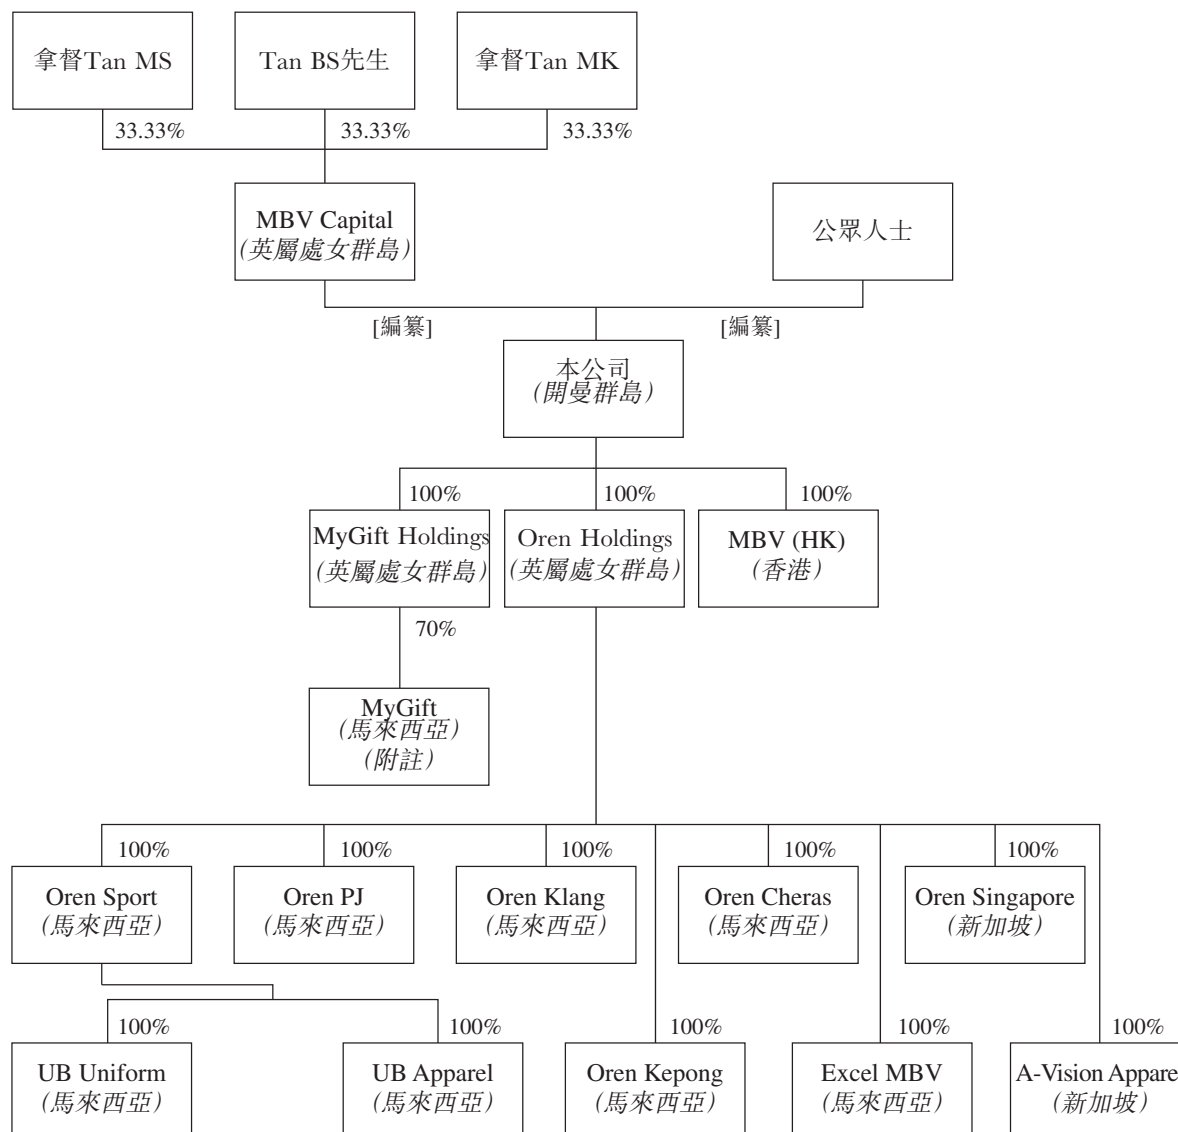 拿督Tan MS
Tan BS先生
拿督Tan MK
33.33%
33.33%
33.33%
MBV Capital
(英屬處女群島)
公眾人士
[編纂]
[編纂]
本公司
(開曼群島)
100%
100%
100%
MyGift Holdings
(英屬處女群島)
Oren Holdings
(英屬處女群島)
MBV (HK)
(香港)
70%
MyGift
(馬來西亞)
(附註)
100%
100%
100%
100%
100%
Oren Sport
(馬來西亞)
Oren PJ
(馬來西亞)
Oren Klang
(馬來西亞)
Oren Cheras
(馬來西亞)
Oren Singapore
(新加坡)
100%
100%
100%
100%
100%
UB Uniform
(馬來西亞)
UB Apparel
(馬來西亞)
Oren Kepong
(馬來西亞)
Excel MBV
(馬來西亞)
A-Vision Appare
(新加坡)